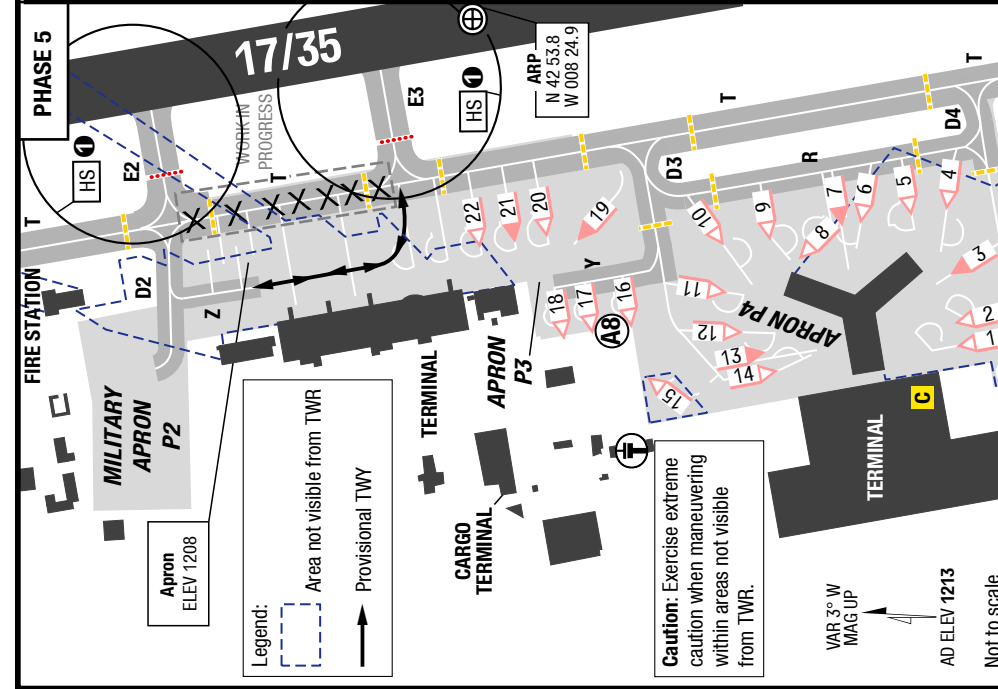 PHASE 5
17/35
HS 1
E2
T
WORK IN
PROGRESS
T
E3
HS 1
ARP
N 42 53.8
W 008 24.9
FIRE STATION
D2
Z
MILITARY
APRON
P2
Apron
ELEV 1208
Legend:
Area not visible from TWR
Provisional TWY
TERMINAL
APRON
P3
CARGO
TERMINAL
22
21
20
19
Y
18
17
16
A8
T
D3
R
D4
T
10
9
8
7
6
5
4
3
2
1
11
12
13
14
15
APRON P4
TERMINAL
C
Caution: Exercise extreme
caution when maneuvering
within areas not visible
from TWR.
VAR 3° W
MAG UP
AD ELEV 1213
Not to scale